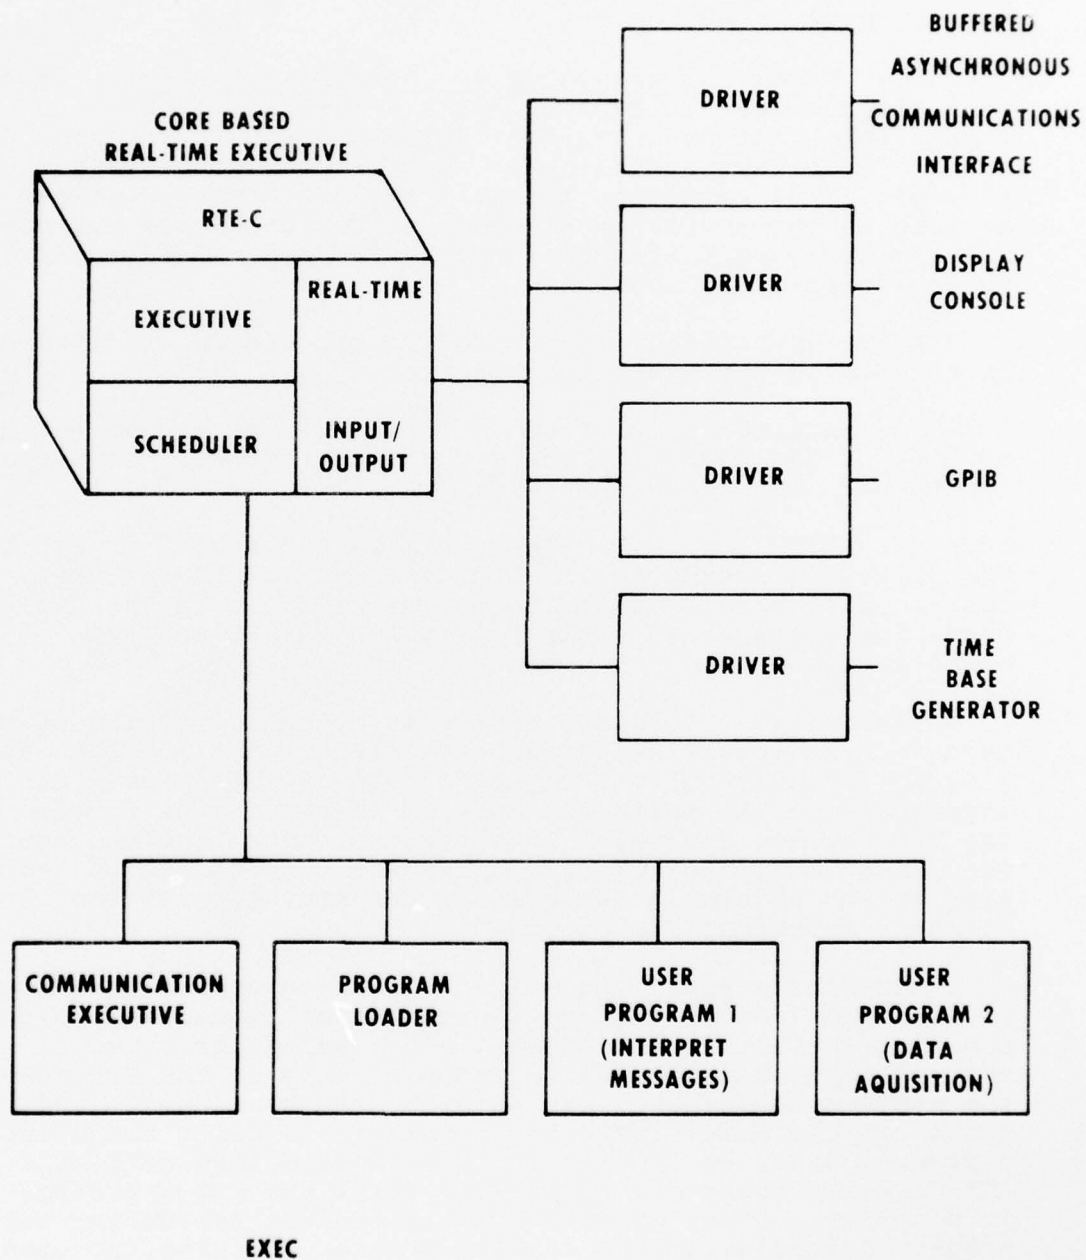 CORE BASED
REAL-TIME EXECUTIVE
RTE-C
EXECUTIVE
SCHEDULER
REAL-TIME
INPUT/
OUTPUT
DRIVER
BUFFERED
ASYNCHRONOUS
COMMUNICATIONS
INTERFACE
DRIVER
DISPLAY
CONSOLE
DRIVER
GPIB
DRIVER
TIME
BASE
GENERATOR
COMMUNICATION
EXECUTIVE
PROGRAM
LOADER
USER
PROGRAM 1
(INTERPRET
MESSAGES)
USER
PROGRAM 2
(DATA
AQUISITION)
EXEC